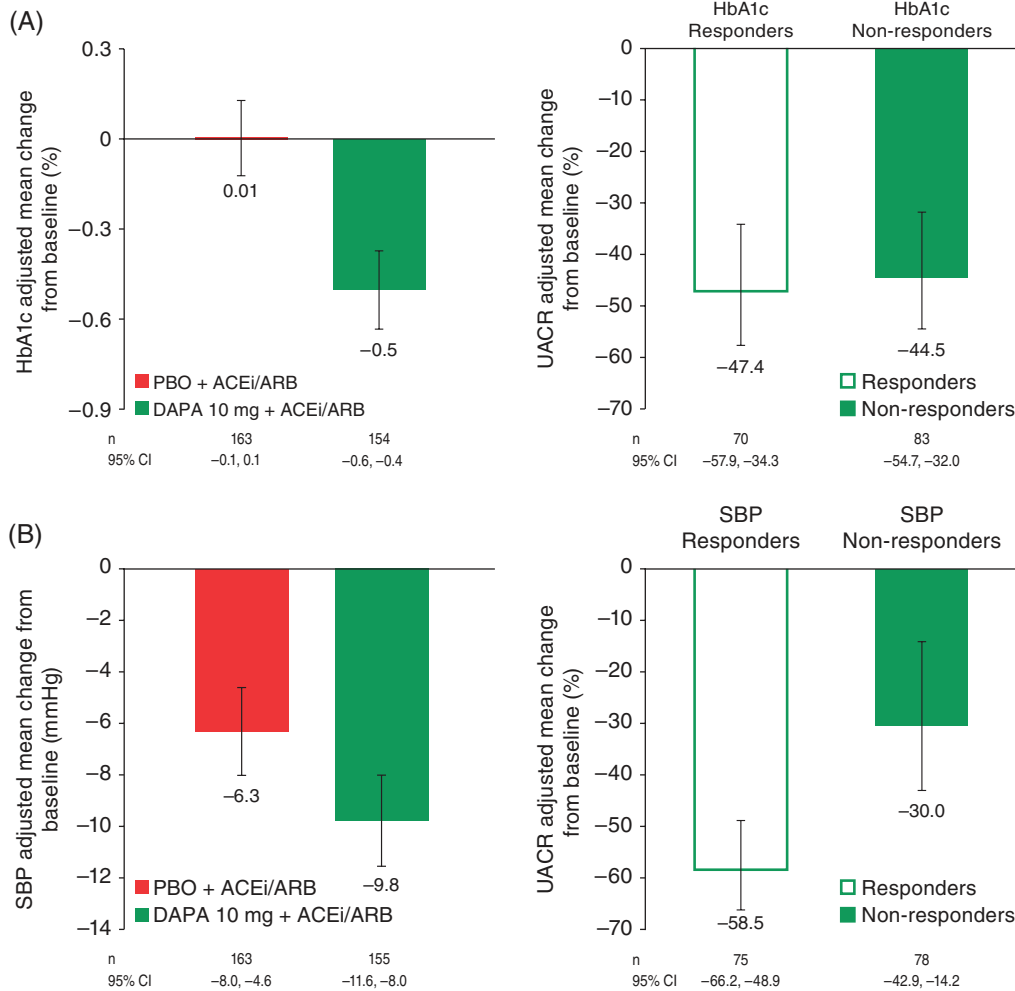 (A)
HbA1c adjusted mean change
from baseline (%)
0.3
0
−0.3
−0.6
−0.9
0.01
−0.5
PBO + ACEi/ARB
DAPA 10 mg + ACEi/ARB
n 163 154
95% CI −0.1, 0.1 −0.6, −0.4
HbA1c
Responders
HbA1c
Non-responders
UACR adjusted mean change
from baseline (%)
0
−10
−20
−30
−40
−50
−60
−70
−47.4
−44.5
Responders
Non-responders
n 70 83
95% CI −57.9, −34.3 −54.7, −32.0
(B)
SBP adjusted mean change from
baseline (mmHg)
0
−2
−4
−6
−8
−10
−12
−14
−6.3
−9.8
PBO + ACEi/ARB
DAPA 10 mg + ACEi/ARB
n 163 155
95% CI −8.0, −4.6 −11.6, −8.0
SBP
Responders
SBP
Non-responders
UACR adjusted mean change
from baseline (%)
0
−10
−20
−30
−40
−50
−60
−70
−58.5
−30.0
Responders
Non-responders
n 75 78
95% CI −66.2, −48.9 −42.9, −14.2